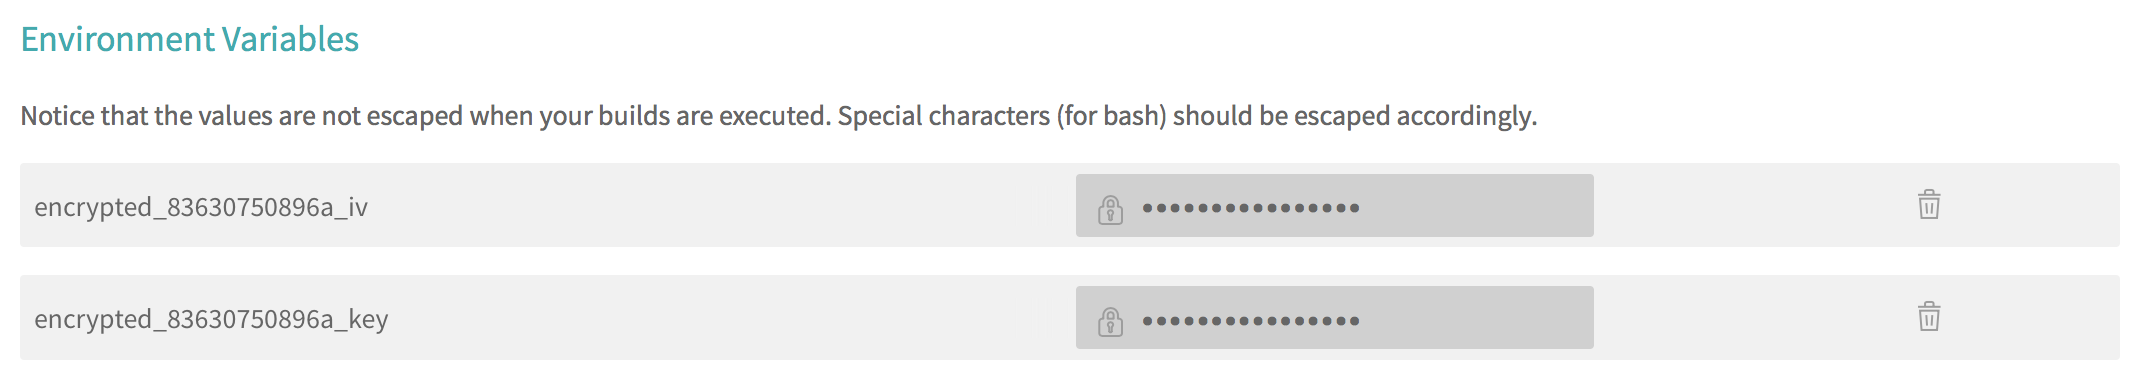 Environment Variables
Notice that the values are not escaped when your builds are executed. Special characters (for bash) should be escaped accordingly.
encrypted_83630750896a_iv ••••••••••••••••
encrypted_83630750896a_key ••••••••••••••••